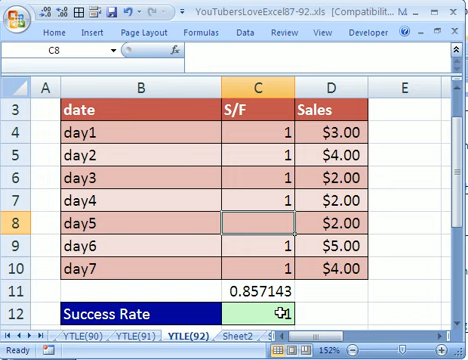 YouTubersLoveExcel87-92..xls [Compatibilit...
Home Insert Page Layout Formulas Data Review View Developer
C8 fx
A B C D E
3 date S/F Sales
4 day1 1 $3.00
5 day2 1 $4.00
6 day3 1 $2.00
7 day4 1 $2.00
8 day5 $2.00
9 day6 1 $5.00
10 day7 1 $4.00
11 0.857143
12 Success Rate 1
YTLE(90) YTLE(91) YTLE(92) Sheet2 S
Ready 152%